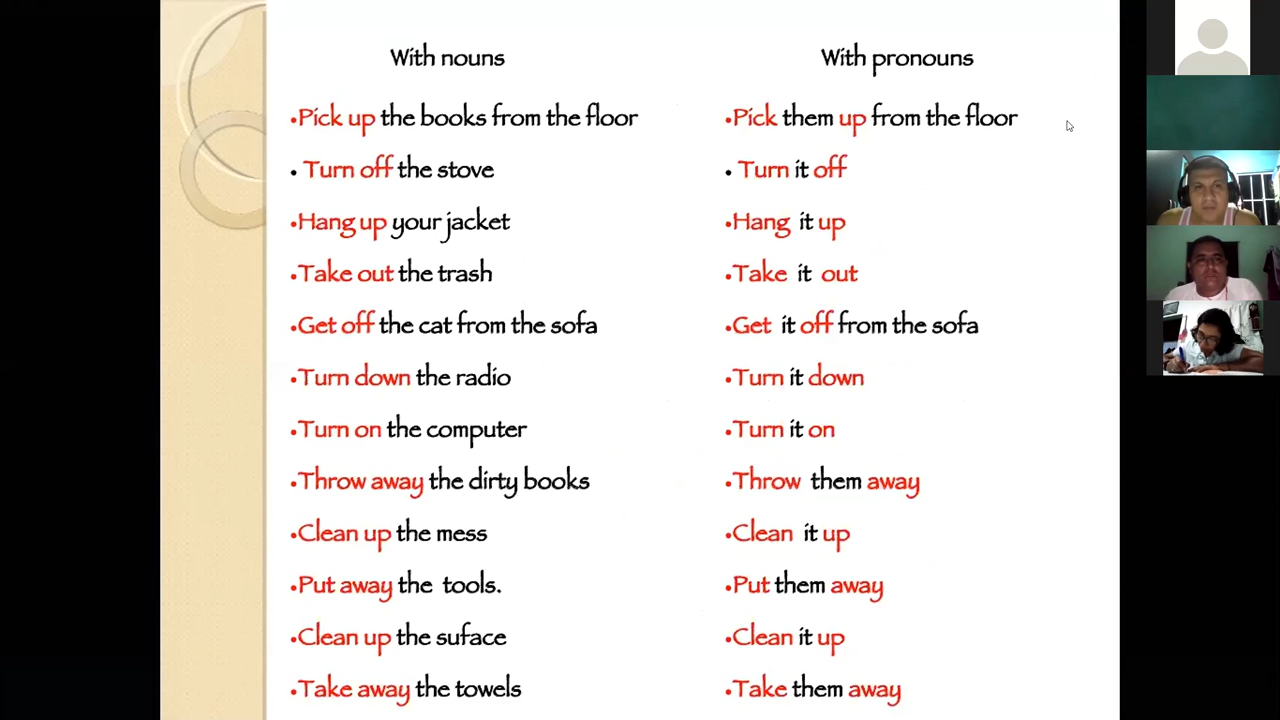 With nouns
With pronouns
•Pick up the books from the floor
•Pick them up from the floor
• Turn off the stove
• Turn it off
•Hang up your jacket
•Hang it up
•Take out the trash
•Take it out
•Get off the cat from the sofa
•Get it off from the sofa
•Turn down the radio
•Turn it down
•Turn on the computer
•Turn it on
•Throw away the dirty books
•Throw them away
•Clean up the mess
•Clean it up
•Put away the tools.
•Put them away
•Clean up the suface
•Clean it up
•Take away the towels
•Take them away